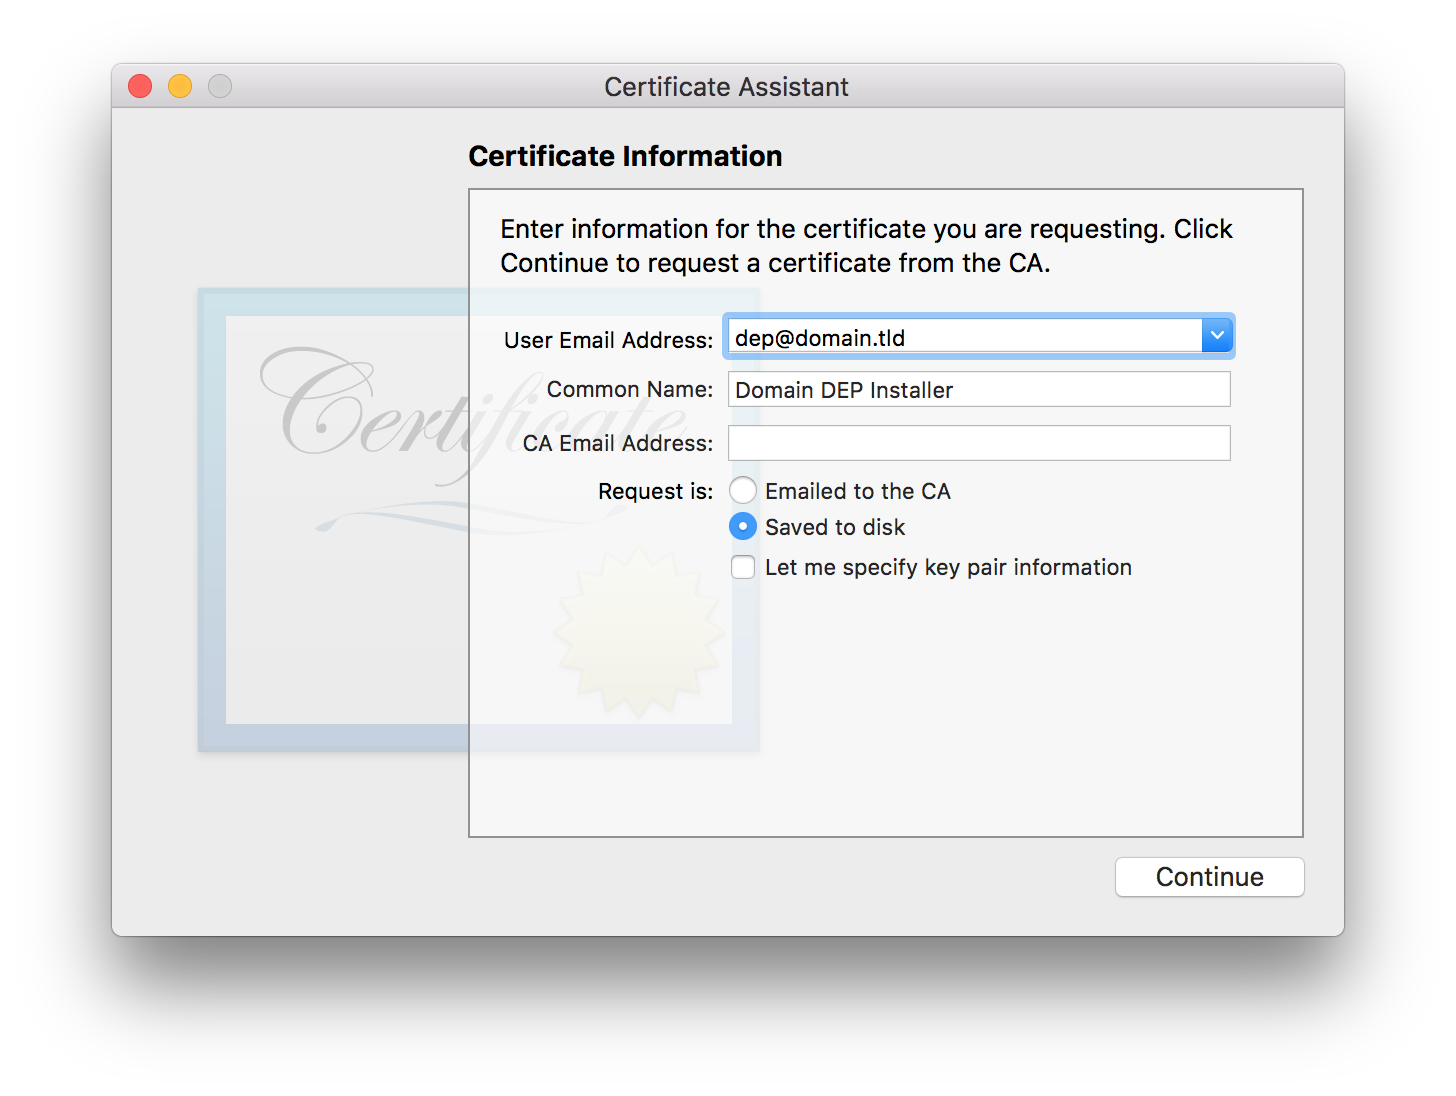 Certificate Assistant
Certificate Information
Enter information for the certificate you are requesting. Click
Continue to request a certificate from the CA.
User Email Address: dep@domain.tld
Common Name: Domain DEP Installer
CA Email Address:
Request is: Emailed to the CA
Saved to disk
Let me specify key pair information
Certificate
Continue